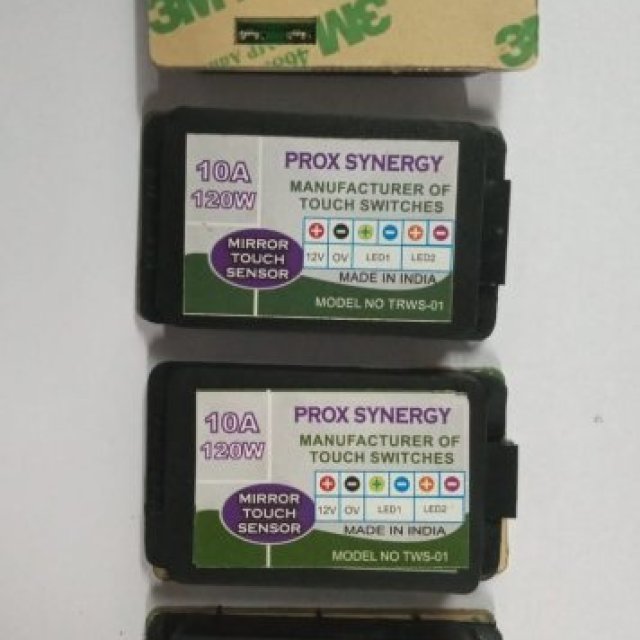 3M
3M
3M
10A
120W
PROX SYNERGY
MANUFACTURER OF
TOUCH SWITCHES
MIRROR
TOUCH
SENSOR
+ - + - + -
12V 0V LED1 LED2
MADE IN INDIA
MODEL NO TRWS-01
10A
120W
PROX SYNERGY
MANUFACTURER OF
TOUCH SWITCHES
MIRROR
TOUCH
SENSOR
+ - + - + -
12V 0V LED1 LED2
MADE IN INDIA
MODEL NO TWS-01